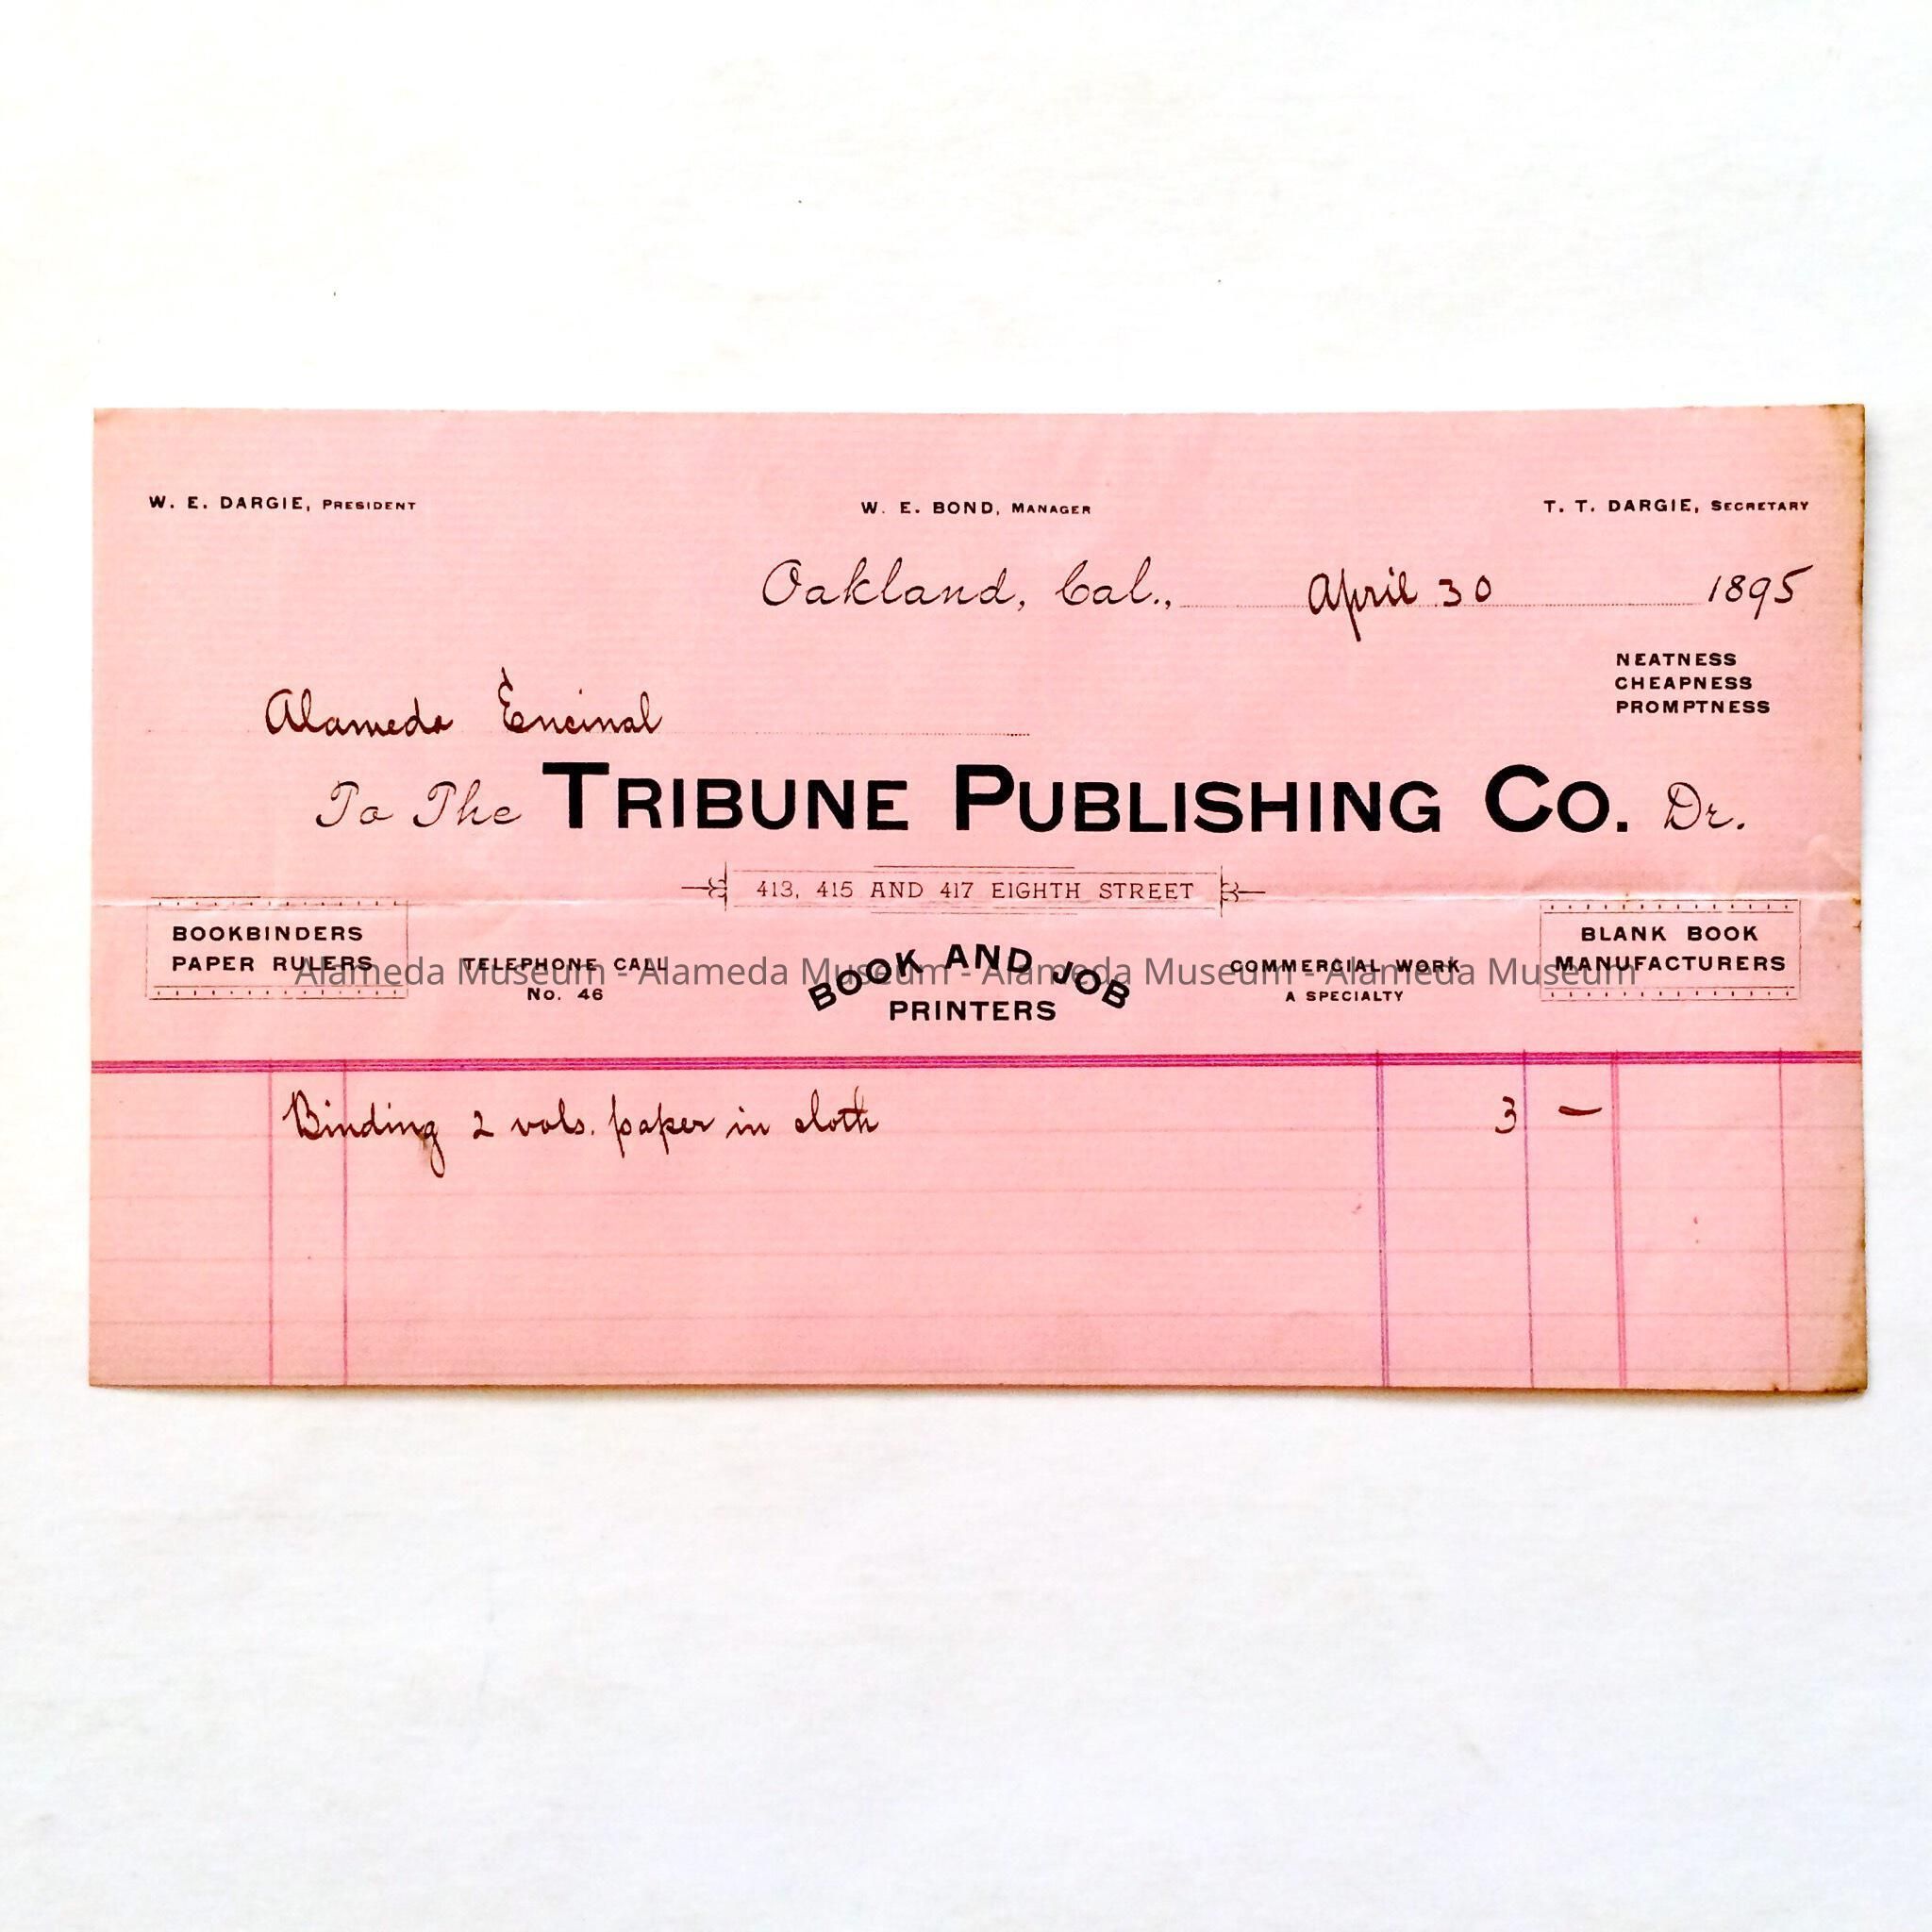 W. E. DARGIE, PRESIDENT W. E. BOND, MANAGER T. T. DARGIE, SECRETARY
Oakland, Cal., April 30 1895
NEATNESS
CHEAPNESS
PROMPTNESS
Alameda Encinal
To The TRIBUNE PUBLISHING CO. Dr.
413, 415 AND 417 EIGHTH STREET
BOOKBINDERS
PAPER RULERS
TELEPHONE CALL
No. 46
BOOK AND JOB
PRINTERS
COMMERCIAL WORK
A SPECIALTY
BLANK BOOK
MANUFACTURERS
Alameda Museum - Alameda Museum - Alameda Museum - Alameda Museum
Binding 2 vols. paper in cloth 3 —